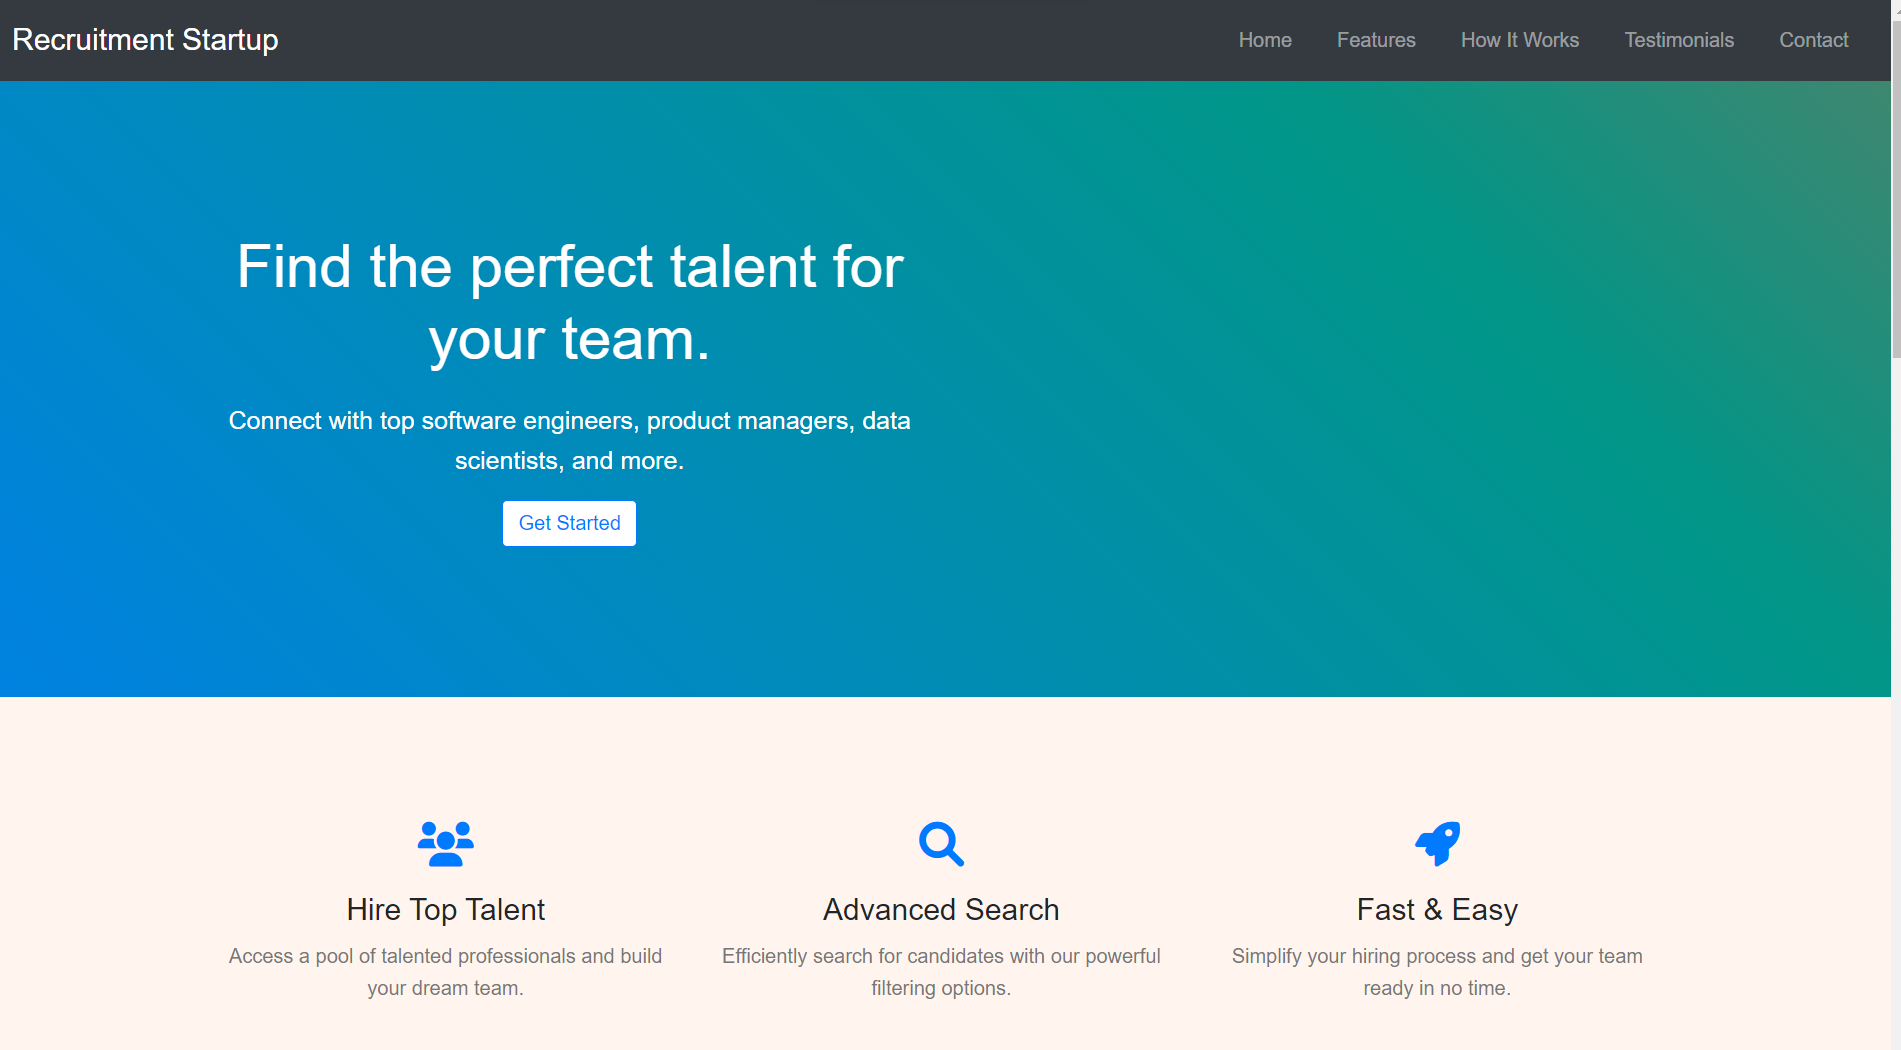 Recruitment Startup
Home Features How It Works Testimonials Contact
Find the perfect talent for
your team.
Connect with top software engineers, product managers, data
scientists, and more.
Get Started
Hire Top Talent
Access a pool of talented professionals and build
your dream team.
Advanced Search
Efficiently search for candidates with our powerful
filtering options.
Fast & Easy
Simplify your hiring process and get your team
ready in no time.